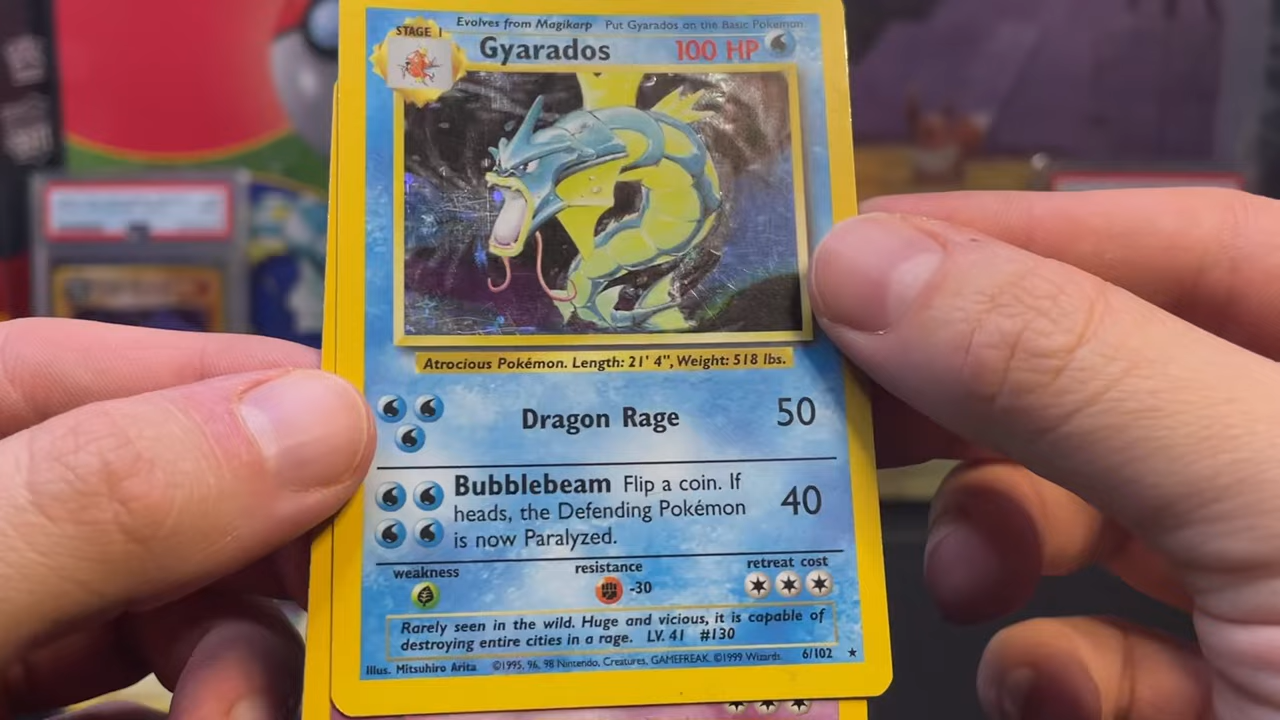 Evolves from Magikarp Put Gyarados on the Basic Pokémon
STAGE 1
Gyarados 100 HP
Atrocious Pokémon. Length: 21' 4", Weight: 518 lbs.
Dragon Rage 50
Bubblebeam Flip a coin. If
heads, the Defending Pokémon
is now Paralyzed.
40
weakness resistance retreat cost
-30
Rarely seen in the wild. Huge and vicious, it is capable of
destroying entire cities in a rage. LV. 41 #130
Illus. Mitsuhiro Arita ©1995, 96, 98 Nintendo, Creatures, GAMEFREAK. ©1999 Wizards. 6/102 ★